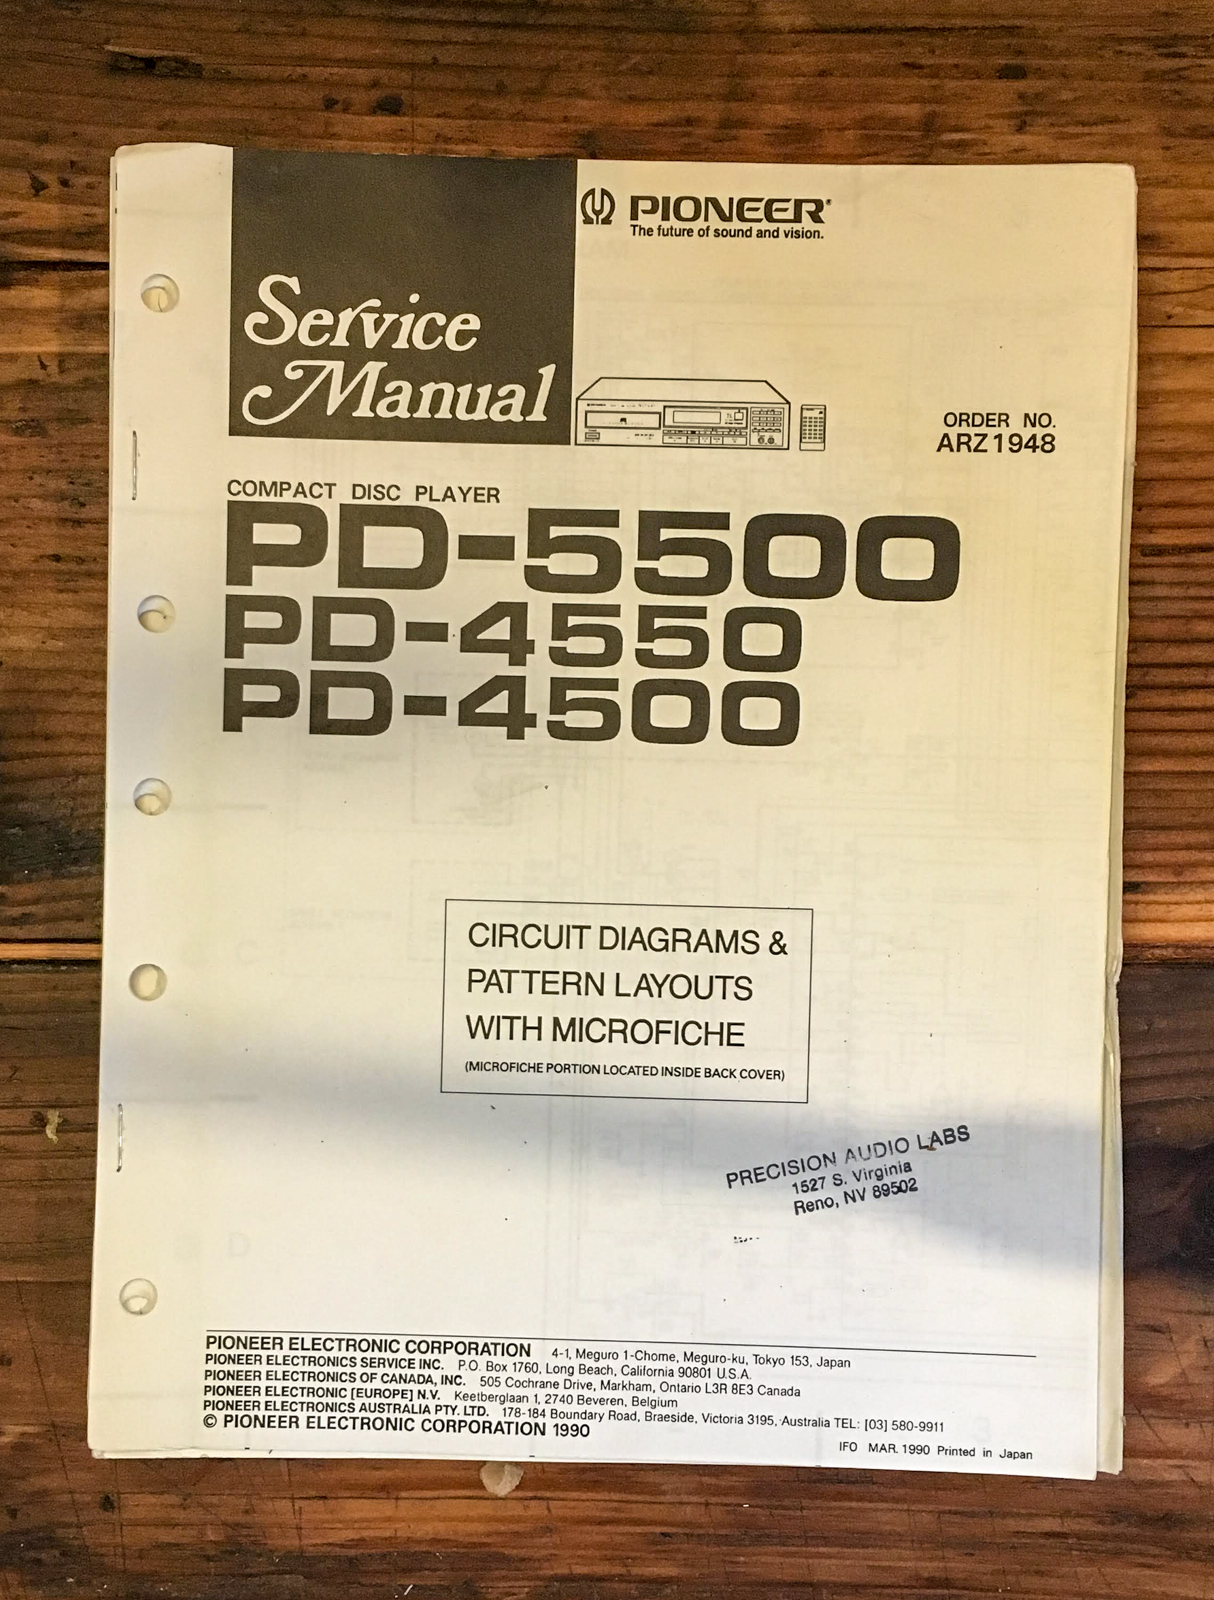 PIONEER®
The future of sound and vision.
Service
Manual
ORDER NO.
ARZ1948
COMPACT DISC PLAYER
PD-5500
PD-4550
PD-4500
CIRCUIT DIAGRAMS &
PATTERN LAYOUTS
WITH MICROFICHE
(MICROFICHE PORTION LOCATED INSIDE BACK COVER)
PRECISION AUDIO LABS
1527 S. Virginia
Reno, NV 89502
PIONEER ELECTRONIC CORPORATION 4-1, Meguro 1-Chome, Meguro-ku, Tokyo 153, Japan
PIONEER ELECTRONICS SERVICE INC. P.O. Box 1760, Long Beach, California 90801 U.S.A.
PIONEER ELECTRONICS OF CANADA, INC. 505 Cochrane Drive, Markham, Ontario L3R 8E3 Canada
PIONEER ELECTRONIC [EUROPE] N.V. Keetberglaan 1, 2740 Beveren, Belgium
PIONEER ELECTRONICS AUSTRALIA PTY. LTD. 178-184 Boundary Road, Braeside, Victoria 3195, Australia TEL: [03] 580-9911
© PIONEER ELECTRONIC CORPORATION 1990
IFO MAR. 1990 Printed in Japan